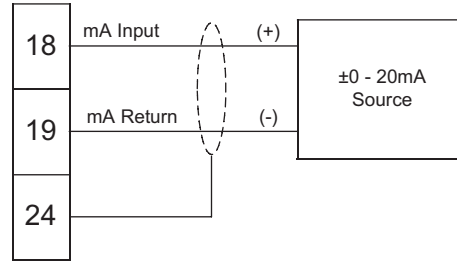 18 mA Input (+)
±0 - 20mA
Source
19 mA Return (-)
24